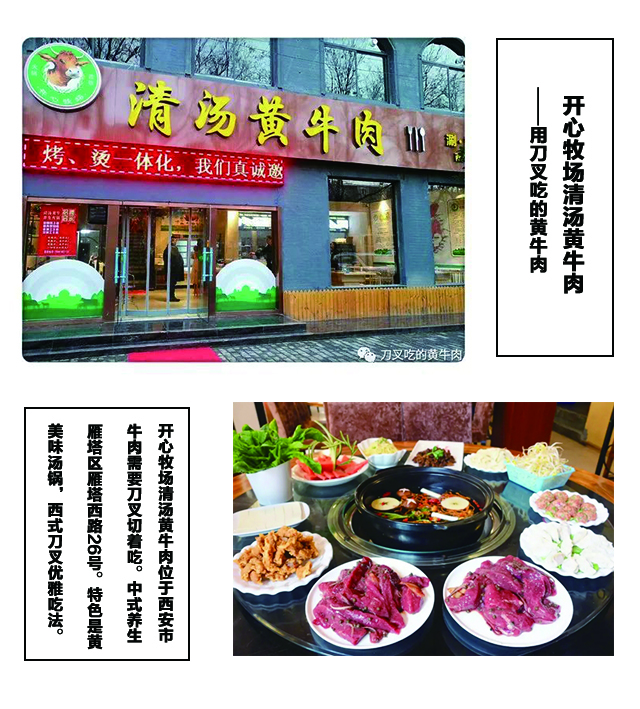 清汤黄牛肉
涮
烤、烫一体化，我们真诚邀
刀叉吃的黄牛肉
开心牧场清汤黄牛肉
——用刀叉吃的黄牛肉
开心牧场清汤黄牛肉位于西安市
雁塔区雁塔西路26号。特色是黄
牛肉需要刀叉切着吃。中式养生
美味汤锅，西式刀叉优雅吃法。